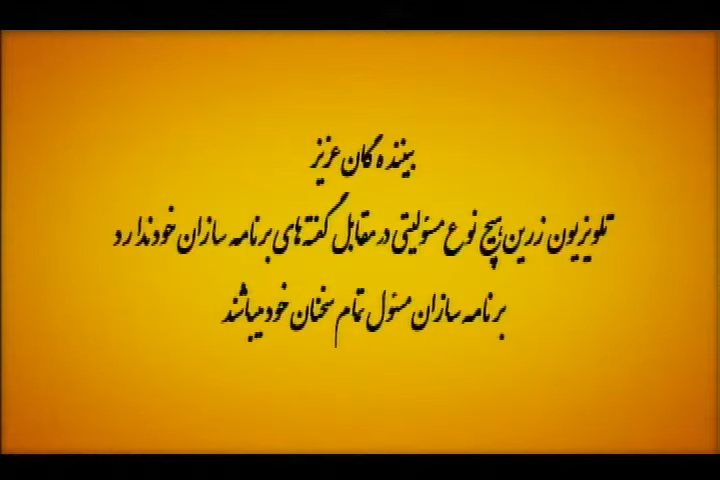 بیننده گان عزیز
تلویزیون زرین هیچ نوع مسئولیتی در مقابل گفته های برنامه سازان خود ندارد
برنامه سازان مسئول تمام سخنان خود میباشند